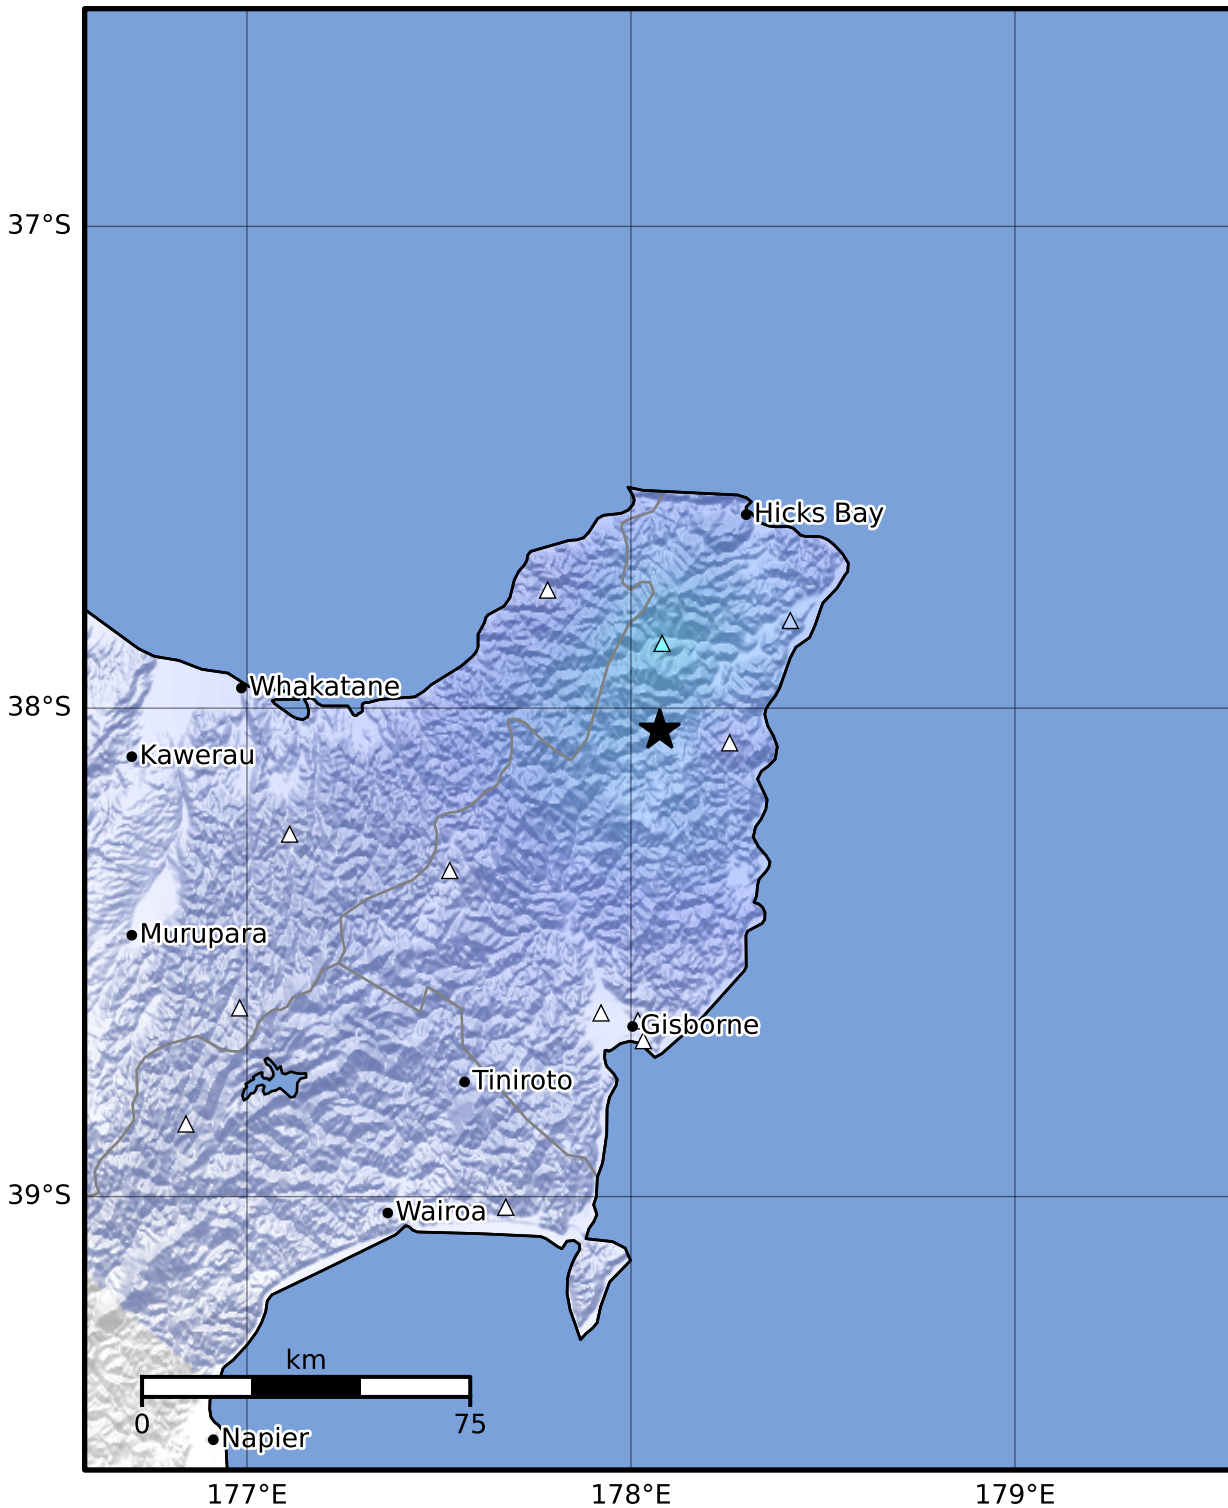 37°S
Hicks Bay
Whakatane
38°S
Kawerau
Murupara
Gisborne
Tiniroto
39°S
Wairoa
km
0
75
Napier
177°E
178°E
179°E